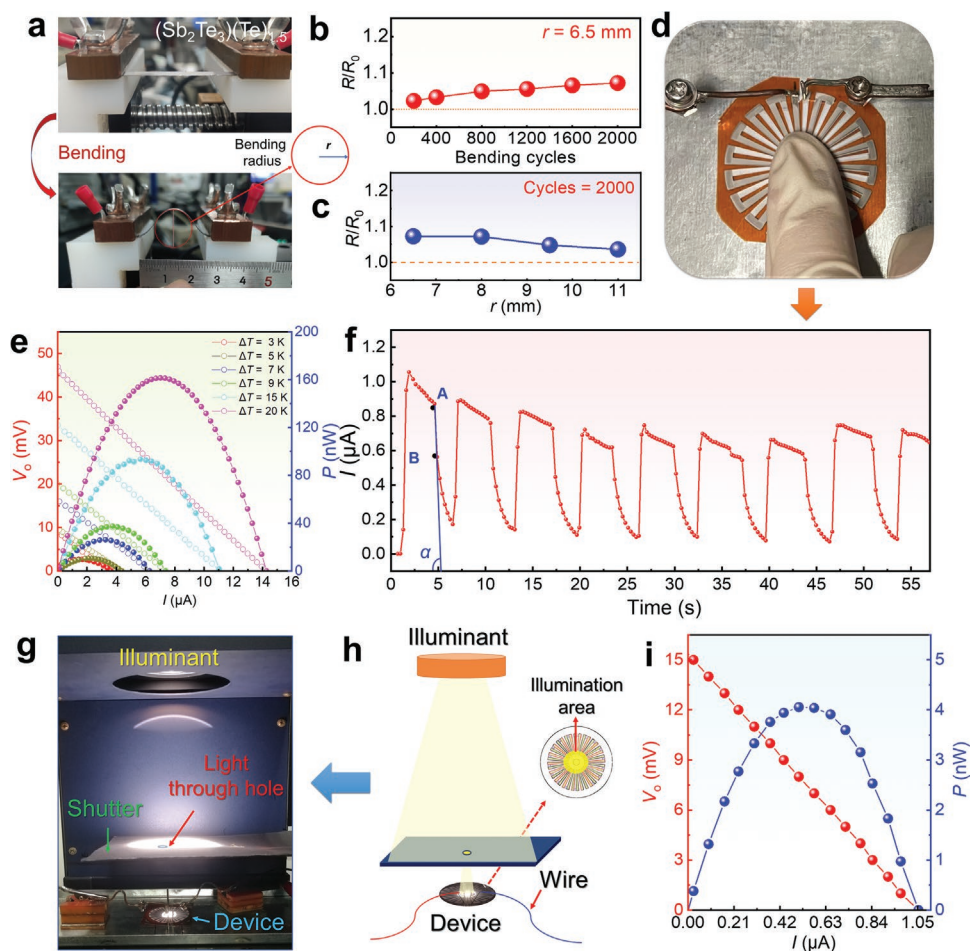 a
(Sb₂Te₃)(Te)₁.₅
Bending
Bending
radius
r
1 2 3 4 5
b
r = 6.5 mm
R/R₀
1.2
1.1
1.0
0 400 800 1200 1600 2000
Bending cycles
c
Cycles = 2000
R/R₀
1.2
1.1
1.0
6 7 8 9 10 11
r (mm)
d
e
Vₒ (mV)
50
40
30
20
10
0
0 2 4 6 8 10 12 14 16
I (µA)
P (nW)
200
160
120
80
40
0
ΔT = 3 K
ΔT = 5 K
ΔT = 7 K
ΔT = 9 K
ΔT = 15 K
ΔT = 20 K
f
I (µA)
1.2
1.0
0.8
0.6
0.4
0.2
0.0
A
B
α
0 5 10 15 20 25 30 35 40 45 50 55
Time (s)
g
Illuminant
Light
through hole
Shutter
Device
h
Illuminant
Illumination
area
Wire
Device
i
Vₒ (mV)
15
12
9
6
3
0
0.00 0.21 0.42 0.63 0.84 1.05
I (µA)
P (nW)
5
4
3
2
1
0